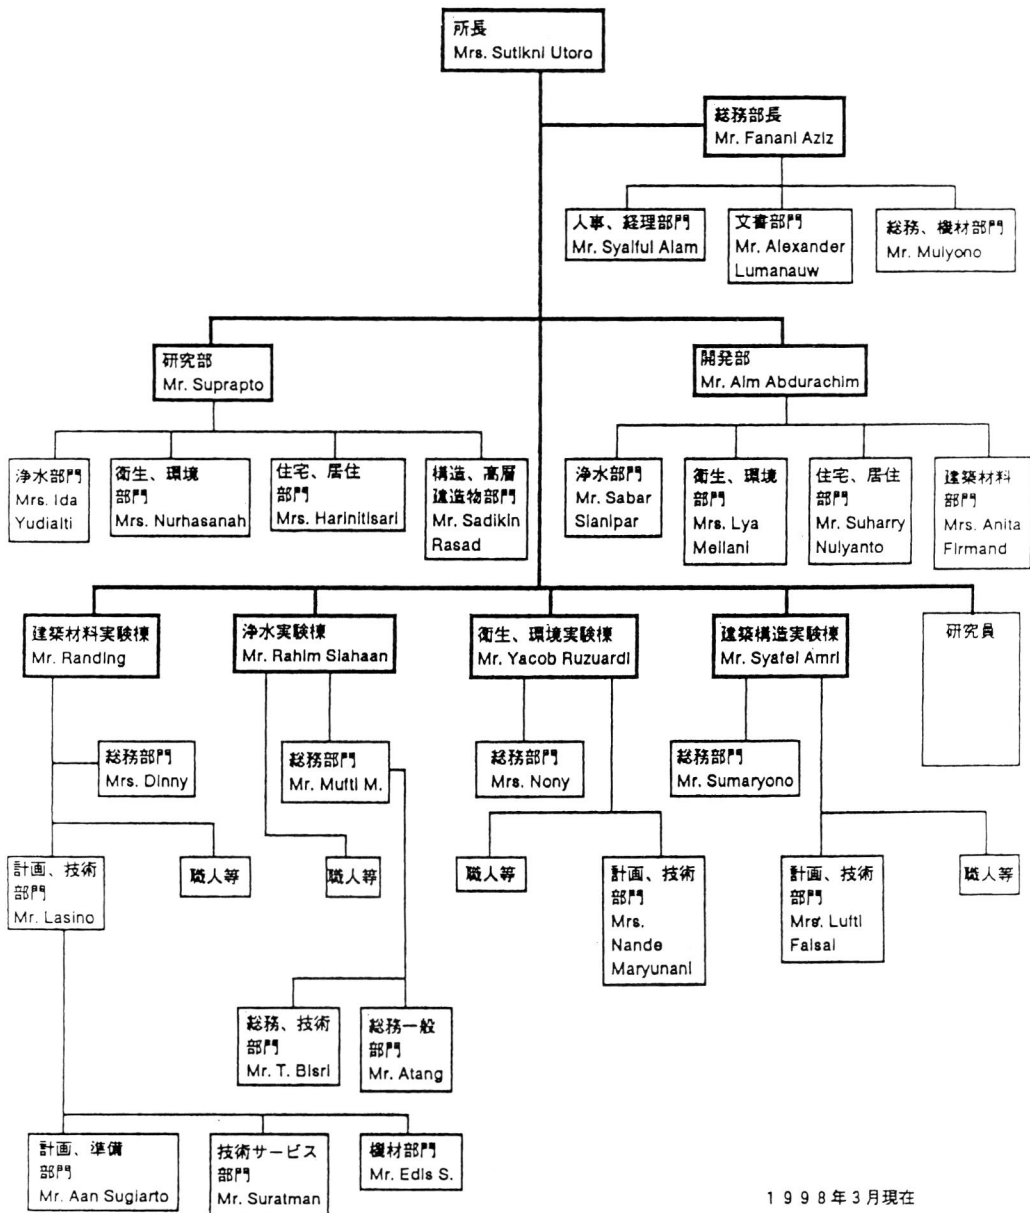 所長
Mrs. Sutikni Utoro
総務部長
Mr. Fanani Aziz
人事、経理部門
Mr. Syaiful Alam
文書部門
Mr. Alexander
Lumanauw
総務、機材部門
Mr. Mulyono
研究部
Mr. Suprapto
開発部
Mr. Aim Abdurachim
浄水部門
Mrs. Ida
Yudialti
衛生、環境
部門
Mrs. Nurhasanah
住宅、居住
部門
Mrs. Harinitisari
構造、高層
建造物部門
Mr. Sadikin
Rasad
浄水部門
Mr. Sabar
Sianipar
衛生、環境
部門
Mrs. Lya
Meilani
住宅、居住
部門
Mr. Suharry
Nulyanto
建築材料
部門
Mrs. Anita
Firmand
建築材料実験棟
Mr. Randing
浄水実験棟
Mr. Rahim Siahaan
衛生、環境実験棟
Mr. Yacob Ruzuardi
建築構造実験棟
Mr. Syafei Amri
研究員
総務部門
Mrs. Dinny
総務部門
Mr. Mufti M.
総務部門
Mrs. Nony
総務部門
Mr. Sumaryono
計画、技術
部門
Mr. Lasino
職人等
職人等
職人等
計画、技術
部門
Mrs.
Nande
Maryunani
計画、技術
部門
Mrs. Lufti
Faisal
職人等
総務、技術
部門
Mr. T. Bisri
総務一般
部門
Mr. Atang
計画、準備
部門
Mr. Aan Sugiarto
技術サービス
部門
Mr. Suratman
機材部門
Mr. Edis S.
1998年3月現在